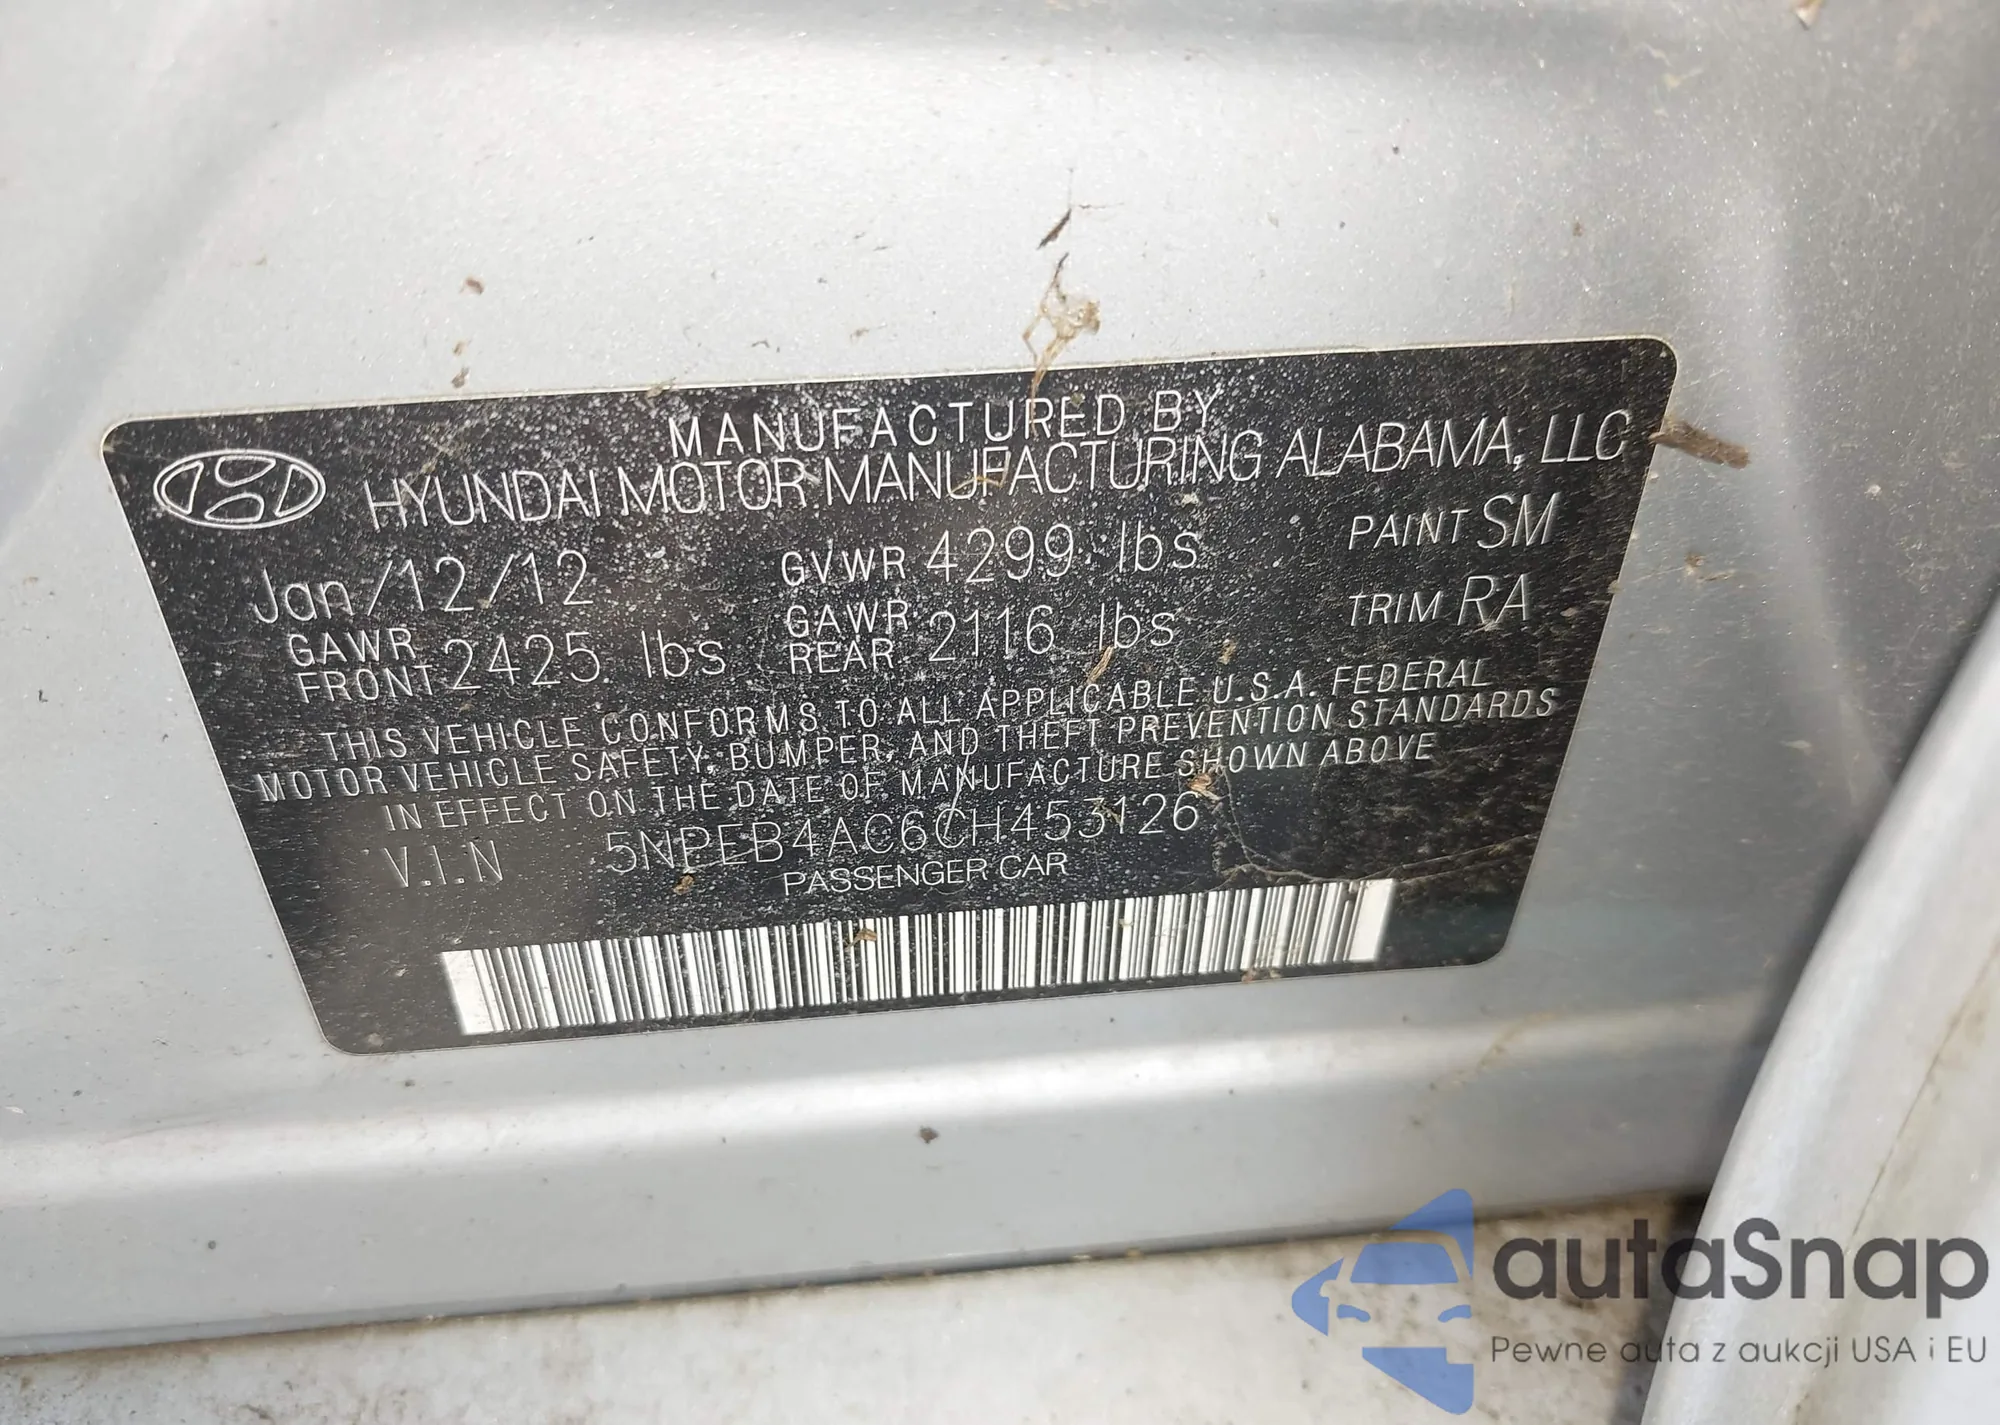 MANUFACTURED BY
HYUNDAI MOTOR MANUFACTURING ALABAMA, LLC
Jan/12/12 GVWR 4299 lbs PAINT SM
GAWR FRONT 2425 lbs GAWR REAR 2116 lbs TRIM RA
THIS VEHICLE CONFORMS TO ALL APPLICABLE U.S.A. FEDERAL
MOTOR VEHICLE SAFETY, BUMPER, AND THEFT PREVENTION STANDARDS
IN EFFECT ON THE DATE OF MANUFACTURE SHOWN ABOVE
V.I.N 5NPEB4AC6CH453126
PASSENGER CAR
autaSnap
Pewne auta z aukcji USA i EU